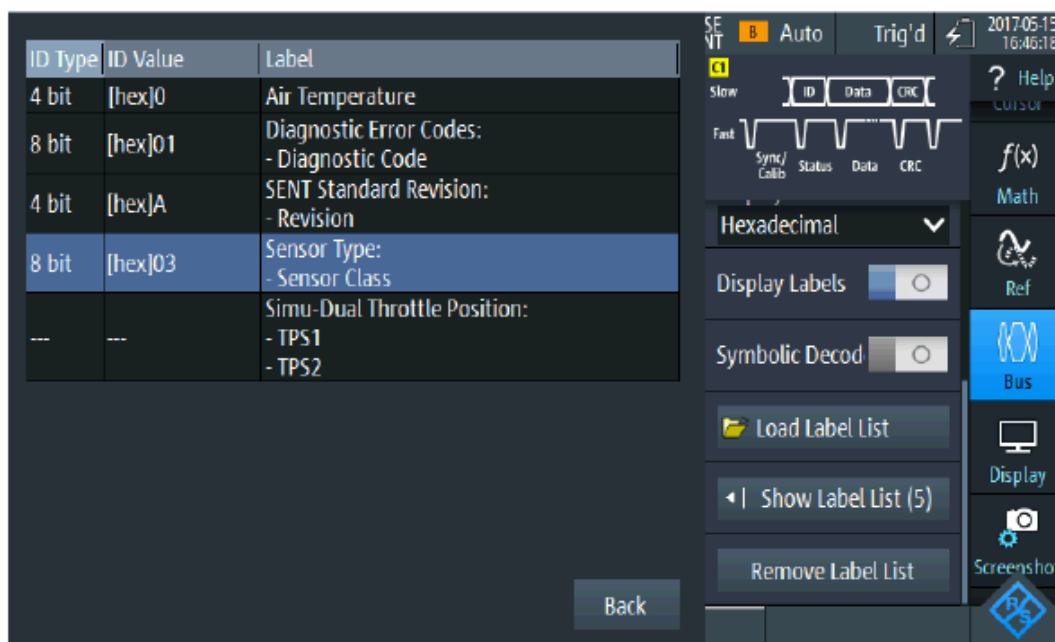 ID Type ID Value Label
4 bit [hex]0 Air Temperature
8 bit [hex]01 Diagnostic Error Codes:
- Diagnostic Code
4 bit [hex]A SENT Standard Revision:
- Revision
8 bit [hex]03 Sensor Type:
- Sensor Class
--- --- Simu-Dual Throttle Position:
- TPS1
- TPS2
Back
SE
NT B Auto Trig'd 2017-05-15
16:46:18
C1
Slow ID Data CRC
Fast
Sync/
Calib Status Data CRC
Hexadecimal
Display Labels
Symbolic Decod
Load Label List
Show Label List (5)
Remove Label List
? Help
Cursor
f(x)
Math
Ref
Bus
Display
Screensho
R&S